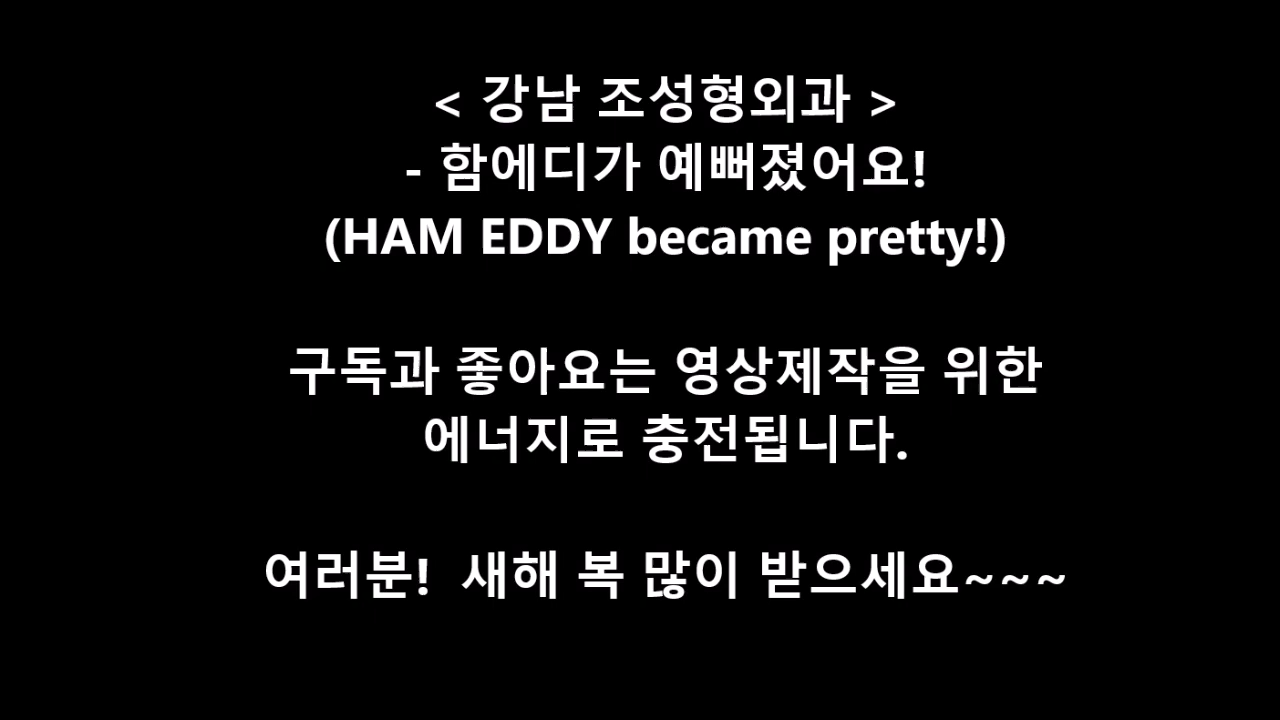 < 강남 조성형외과 >
- 함에디가 예뻐졌어요!
(HAM EDDY became pretty!)
구독과 좋아요는 영상제작을 위한
에너지로 충전됩니다.
여러분!  새해 복 많이 받으세요~~~